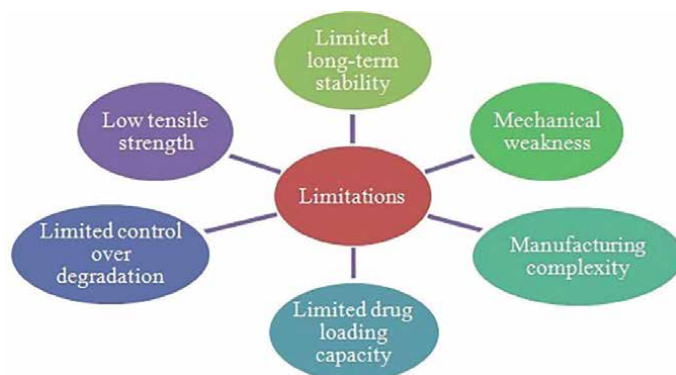 Limited
long-term
stability
Low tensile
strength
Mechanical
weakness
Limitations
Limited control
over
degradation
Manufacturing
complexity
Limited drug
loading
capacity